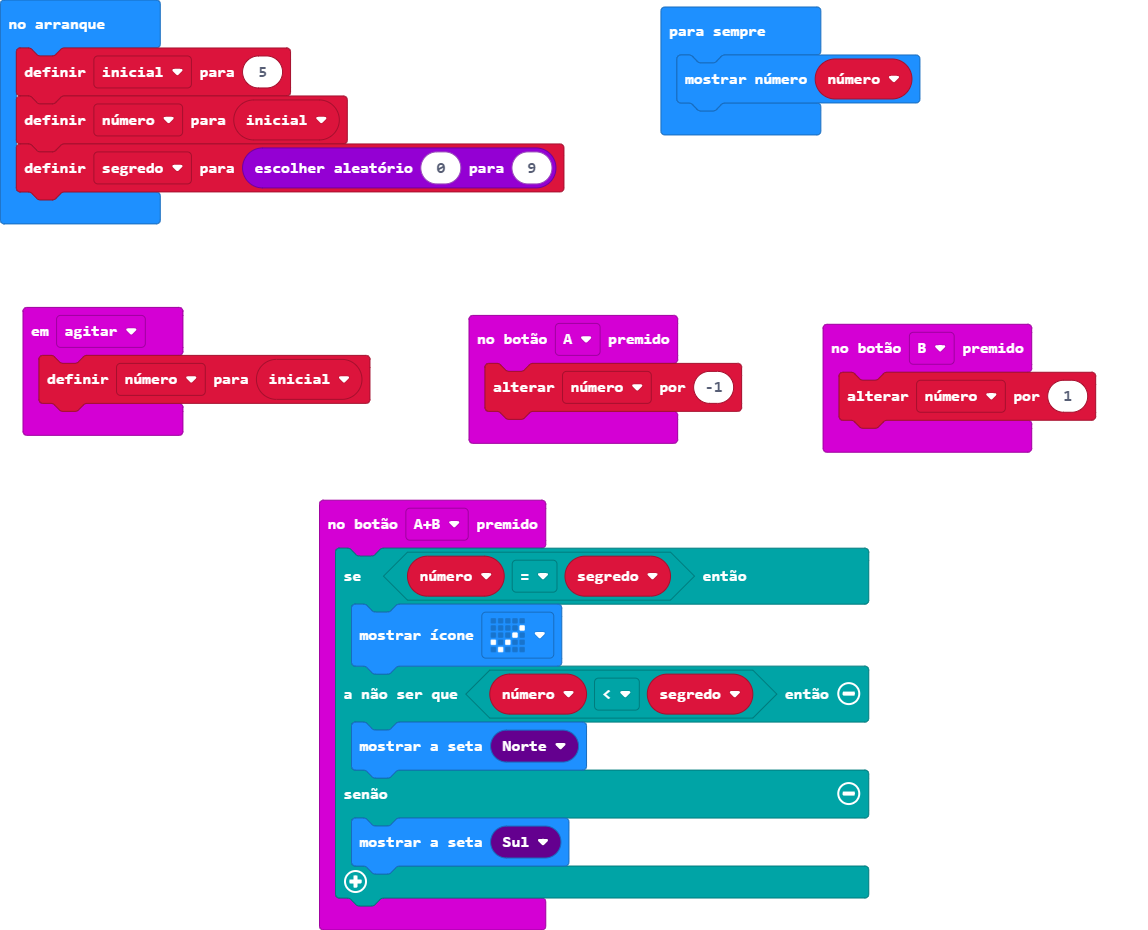 no arranque
definir inicial para 5
definir número para inicial
definir segredo para escolher aleatório 0 para 9
para sempre
mostrar número número
em agitar
definir número para inicial
no botão A premido
alterar número por -1
no botão B premido
alterar número por 1
no botão A+B premido
se número = segredo então
mostrar ícone
a não ser que número < segredo então
mostrar a seta Norte
senão
mostrar a seta Sul